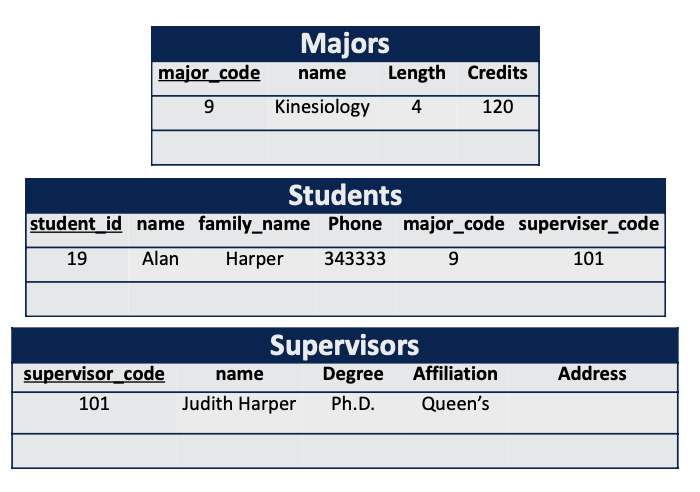 Majors
major_code name Length Credits
9 Kinesiology 4 120
Students
student_id name family_name Phone major_code superviser_code
19 Alan Harper 343333 9 101
Supervisors
supervisor_code name Degree Affiliation Address
101 Judith Harper Ph.D. Queen’s